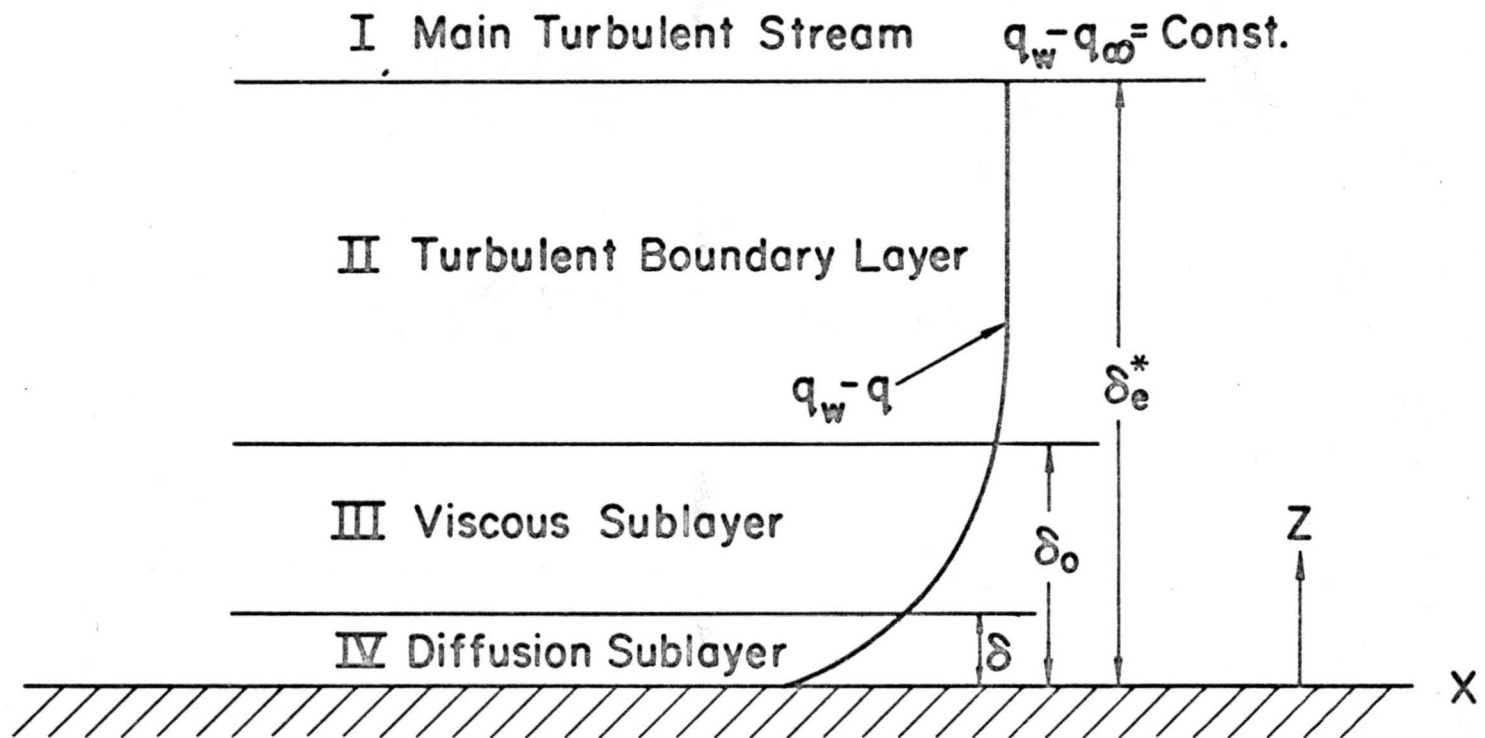 I Main Turbulent Stream q_w-q_∞=Const.
II Turbulent Boundary Layer
q_w-q
δ_e^*
III Viscous Sublayer
δ_o
Z
IV Diffusion Sublayer
δ
X